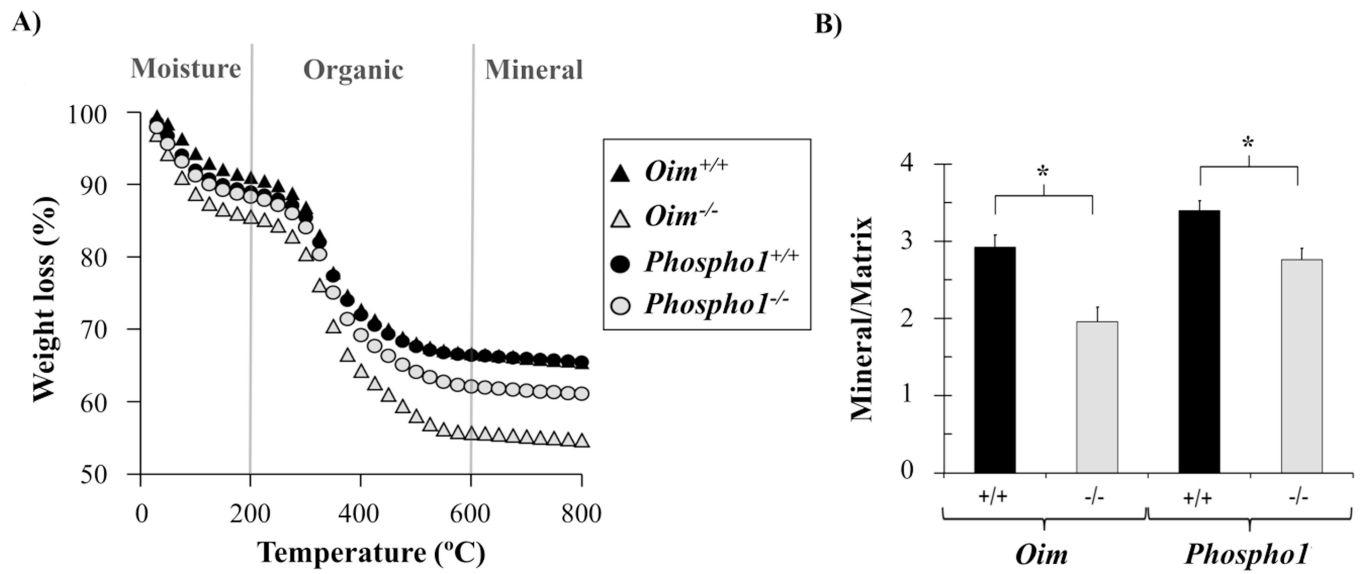 A)
Moisture Organic Mineral
100
90
80
70
60
50
Weight loss (%)
0 200 400 600 800
Temperature (ºC)
Oim+/+
Oim-/-
Phospho1+/+
Phospho1-/-
B)
* *
4
3
2
1
0
Mineral/Matrix
+/+ -/- +/+ -/-
Oim Phospho1